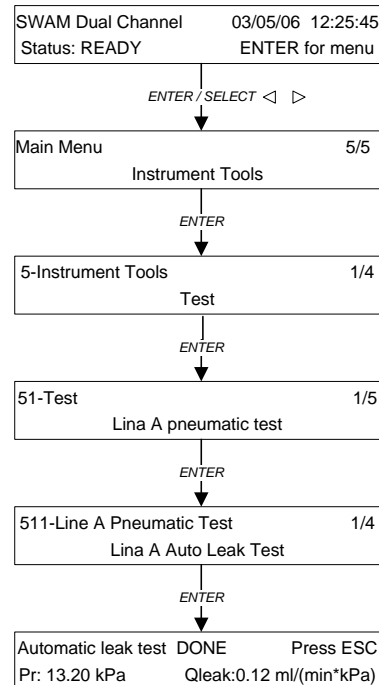 SWAM Dual Channel 03/05/06 12:25:45
Status: READY ENTER for menu
ENTER / SELECT ◁ ▷
Main Menu 5/5
Instrument Tools
ENTER
5-Instrument Tools 1/4
Test
ENTER
51-Test 1/5
Lina A pneumatic test
ENTER
511-Line A Pneumatic Test 1/4
Lina A Auto Leak Test
ENTER
Automatic leak test DONE Press ESC
Pr: 13.20 kPa Qleak:0.12 ml/(min*kPa)